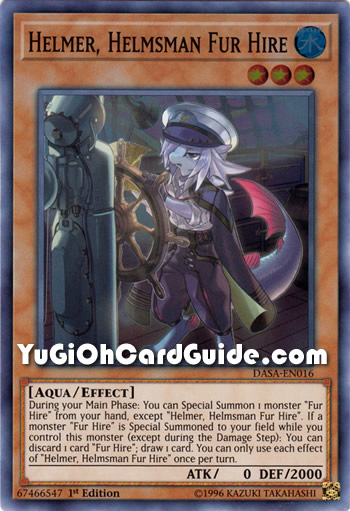 HELMER, HELMSMAN FUR HIRE
水
YuGiOhCardGuide.com
DASA-EN016
[AQUA/EFFECT]
During your Main Phase: You can Special Summon 1 monster "Fur
Hire" from your hand, except "Helmer, Helmsman Fur Hire". If a
monster "Fur Hire" is Special Summoned to your field while you
control this monster (except during the Damage Step): You can
discard 1 card "Fur Hire"; draw 1 card. You can only use each effect
of "Helmer, Helmsman Fur Hire" once per turn.
ATK/ 0 DEF/2000
67466547 1st Edition ©1996 KAZUKI TAKAHASHI